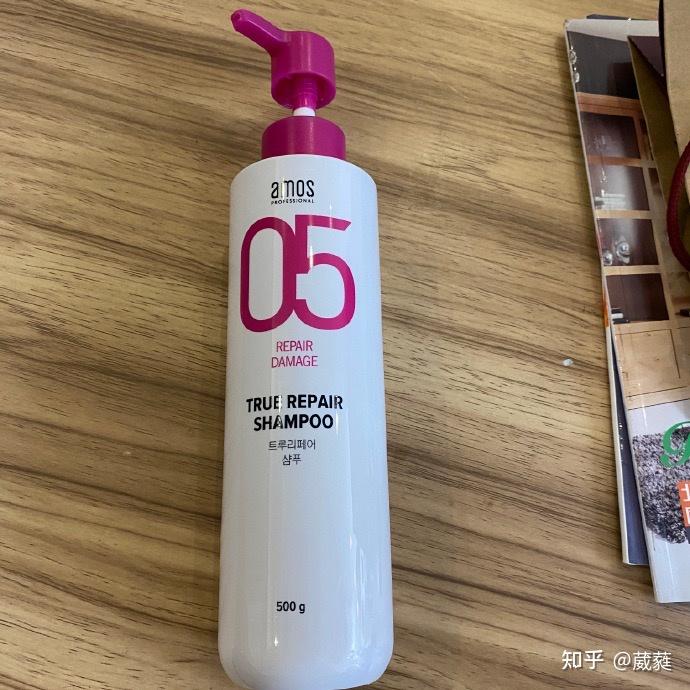 amos
PROFESSIONAL
05
REPAIR
DAMAGE
TRUE REPAIR
SHAMPOO
트루리페어
샴푸
500 g
知乎 @葳蕤